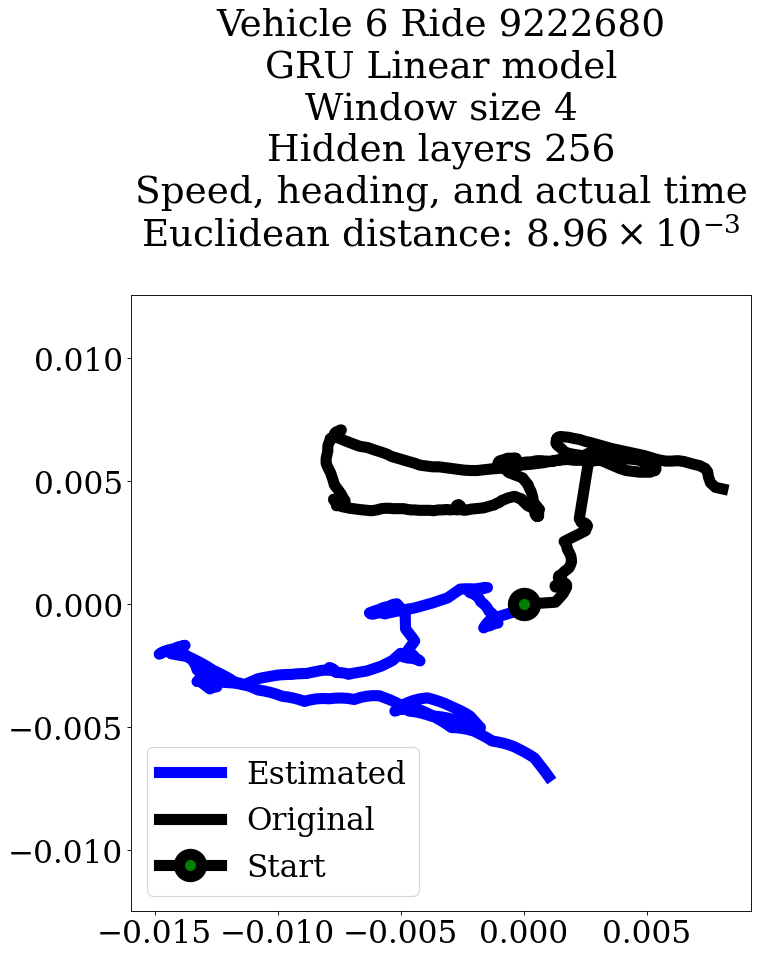 Vehicle 6 Ride 9222680
GRU Linear model
Window size 4
Hidden layers 256
Speed, heading, and actual time
Euclidean distance: 8.96 × 10⁻³
0.010
0.005
0.000
−0.005
−0.010
Estimated
Original
Start
−0.015 −0.010 −0.005 0.000 0.005